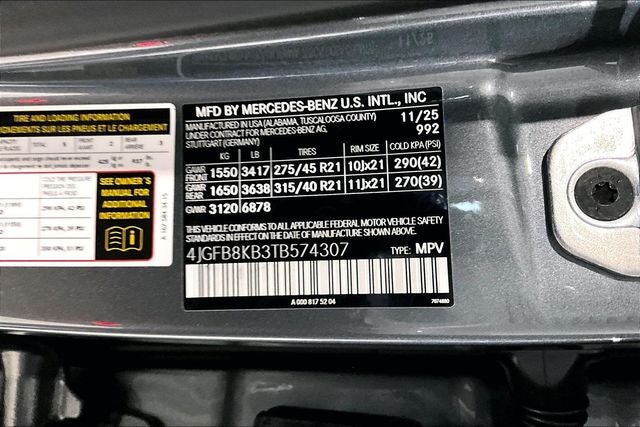 TIRE AND LOADING INFORMATION
SEE OWNER'S
MANUAL FOR
ADDITIONAL
INFORMATION
MFD BY MERCEDES-BENZ U.S. INTL., INC
MANUFACTURED IN USA (ALABAMA, TUSCALOOSA COUNTY) 11/25
UNDER CONTRACT FOR MERCEDES-BENZ AG, 992
STUTTGART (GERMANY)
KG LB TIRES RIM SIZE COLD KPA (PSI)
GAWR FRONT 1550 3417 275/45 R21 10Jx21 290(42)
GAWR REAR 1650 3638 315/40 R21 11Jx21 270(39)
GVWR 3120 6878
THIS VEHICLE CONFORMS TO ALL APPLICABLE FEDERAL MOTOR VEHICLE SAFETY
STANDARDS IN EFFECT ON THE DATE OF MANUFACTURE SHOWN ABOVE.
4JGFB8KB3TB574307 TYPE: MPV
A 000 817 52 04